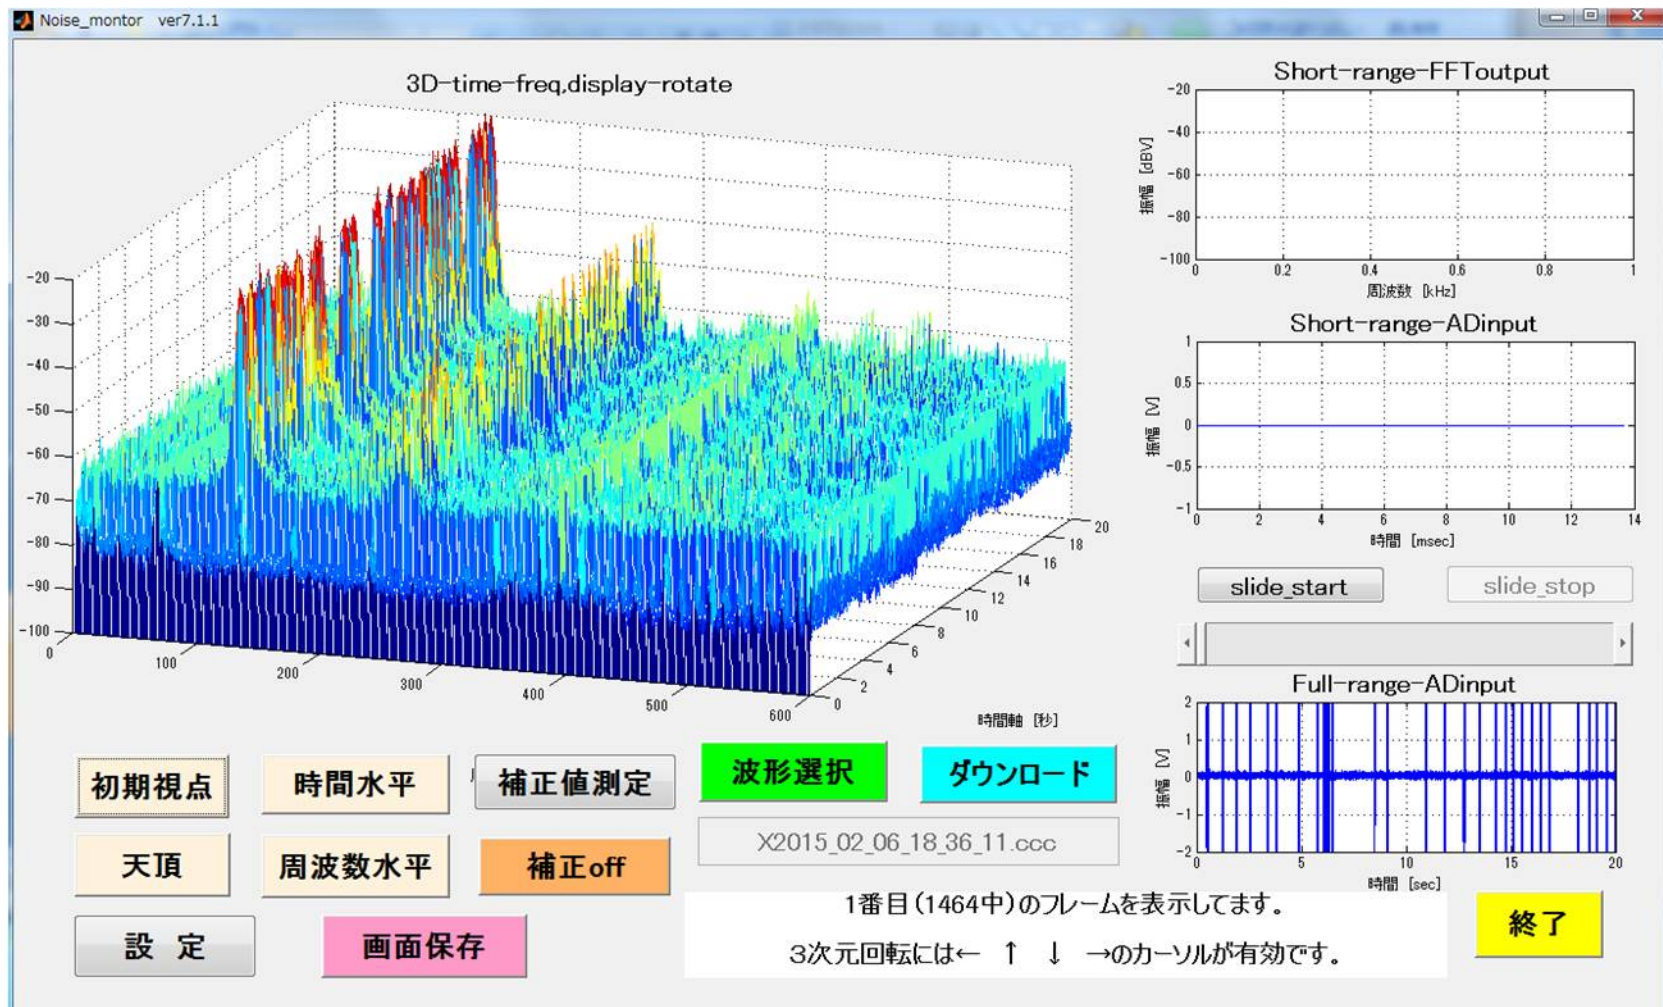 Noise_montor ver7.1.1
3D-time-freq,display-rotate
-20
-30
-40
-50
-60
-70
-80
-90
-100
0
100
200
300
400
500
600
0
2
4
6
8
10
12
14
16
18
20
時間軸 [秒]
Short-range-FFToutput
振幅 [dBV]
-20
-40
-60
-80
-100
0 0.2 0.4 0.6 0.8 1
周波数 [kHz]
Short-range-ADinput
振幅 [V]
1
0.5
0
-0.5
-1
0 2 4 6 8 10 12 14
時間 [msec]
slide_start slide_stop
Full-range-ADinput
振幅 [V]
2
1
0
-1
-2
0 5 10 15 20
時間 [sec]
初期視点 時間水平 補正値測定 波形選択 ダウンロード
X2015_02_06_18_36_11.ccc
天頂 周波数水平 補正off
設 定 画面保存
1番目(1464中)のフレームを表示してます。
3次元回転には← ↑ ↓ →のカーソルが有効です。
終了